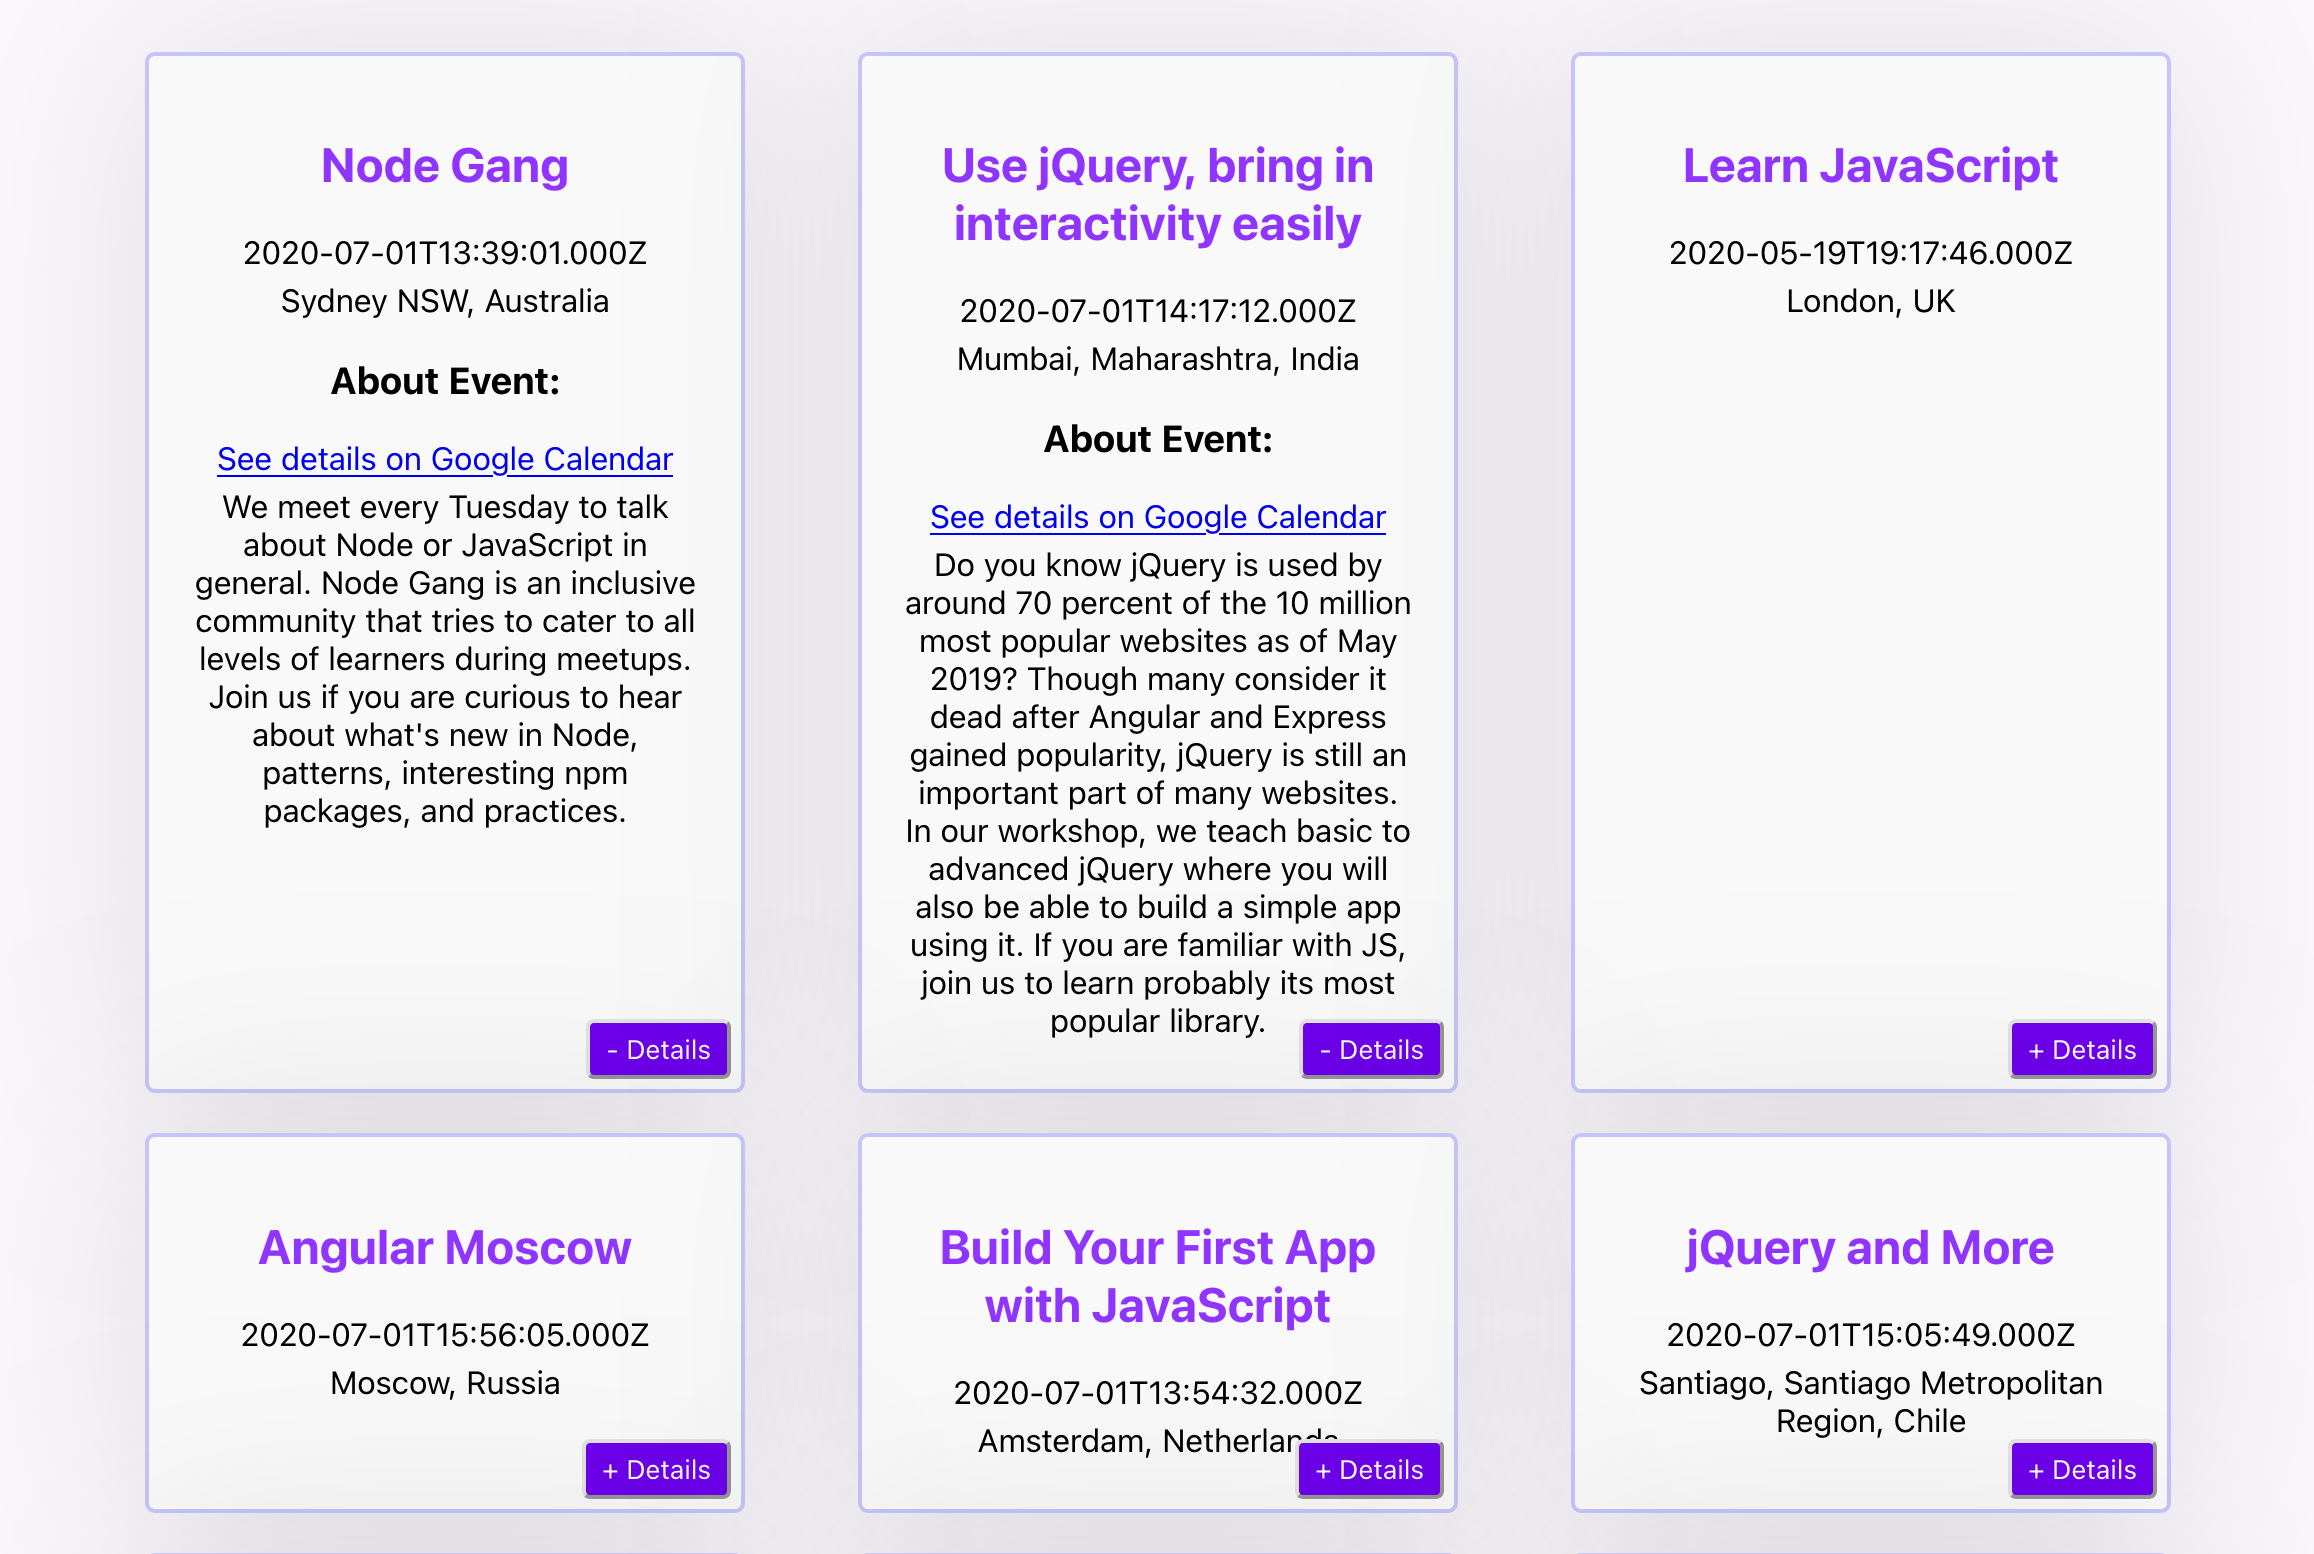 Node Gang
2020-07-01T13:39:01.000Z
Sydney NSW, Australia
About Event:
See details on Google Calendar
We meet every Tuesday to talk
about Node or JavaScript in
general. Node Gang is an inclusive
community that tries to cater to all
levels of learners during meetups.
Join us if you are curious to hear
about what's new in Node,
patterns, interesting npm
packages, and practices.
- Details
Use jQuery, bring in
interactivity easily
2020-07-01T14:17:12.000Z
Mumbai, Maharashtra, India
About Event:
See details on Google Calendar
Do you know jQuery is used by
around 70 percent of the 10 million
most popular websites as of May
2019? Though many consider it
dead after Angular and Express
gained popularity, jQuery is still an
important part of many websites.
In our workshop, we teach basic to
advanced jQuery where you will
also be able to build a simple app
using it. If you are familiar with JS,
join us to learn probably its most
popular library.
- Details
Learn JavaScript
2020-05-19T19:17:46.000Z
London, UK
+ Details
Angular Moscow
2020-07-01T15:56:05.000Z
Moscow, Russia
+ Details
Build Your First App
with JavaScript
2020-07-01T13:54:32.000Z
Amsterdam, Netherlands
+ Details
jQuery and More
2020-07-01T15:05:49.000Z
Santiago, Santiago Metropolitan
Region, Chile
+ Details